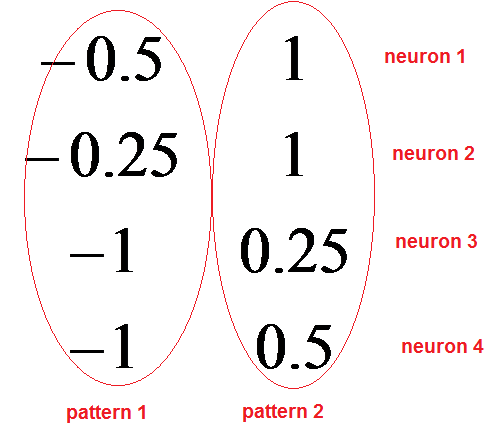 −0.5 1 neuron 1
−0.25 1 neuron 2
−1 0.25 neuron 3
−1 0.5 neuron 4
pattern 1 pattern 2